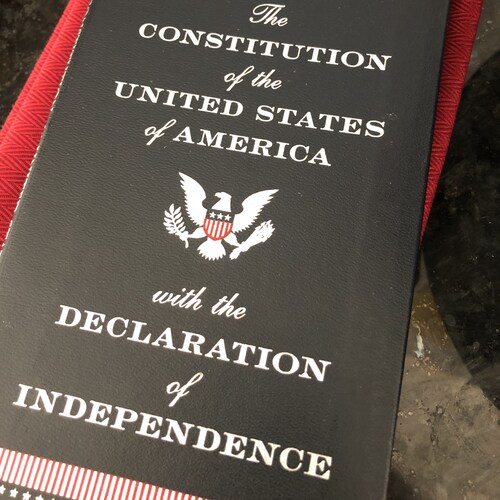 The
CONSTITUTION
of the
UNITED STATES
of AMERICA
with the
DECLARATION
of
INDEPENDENCE